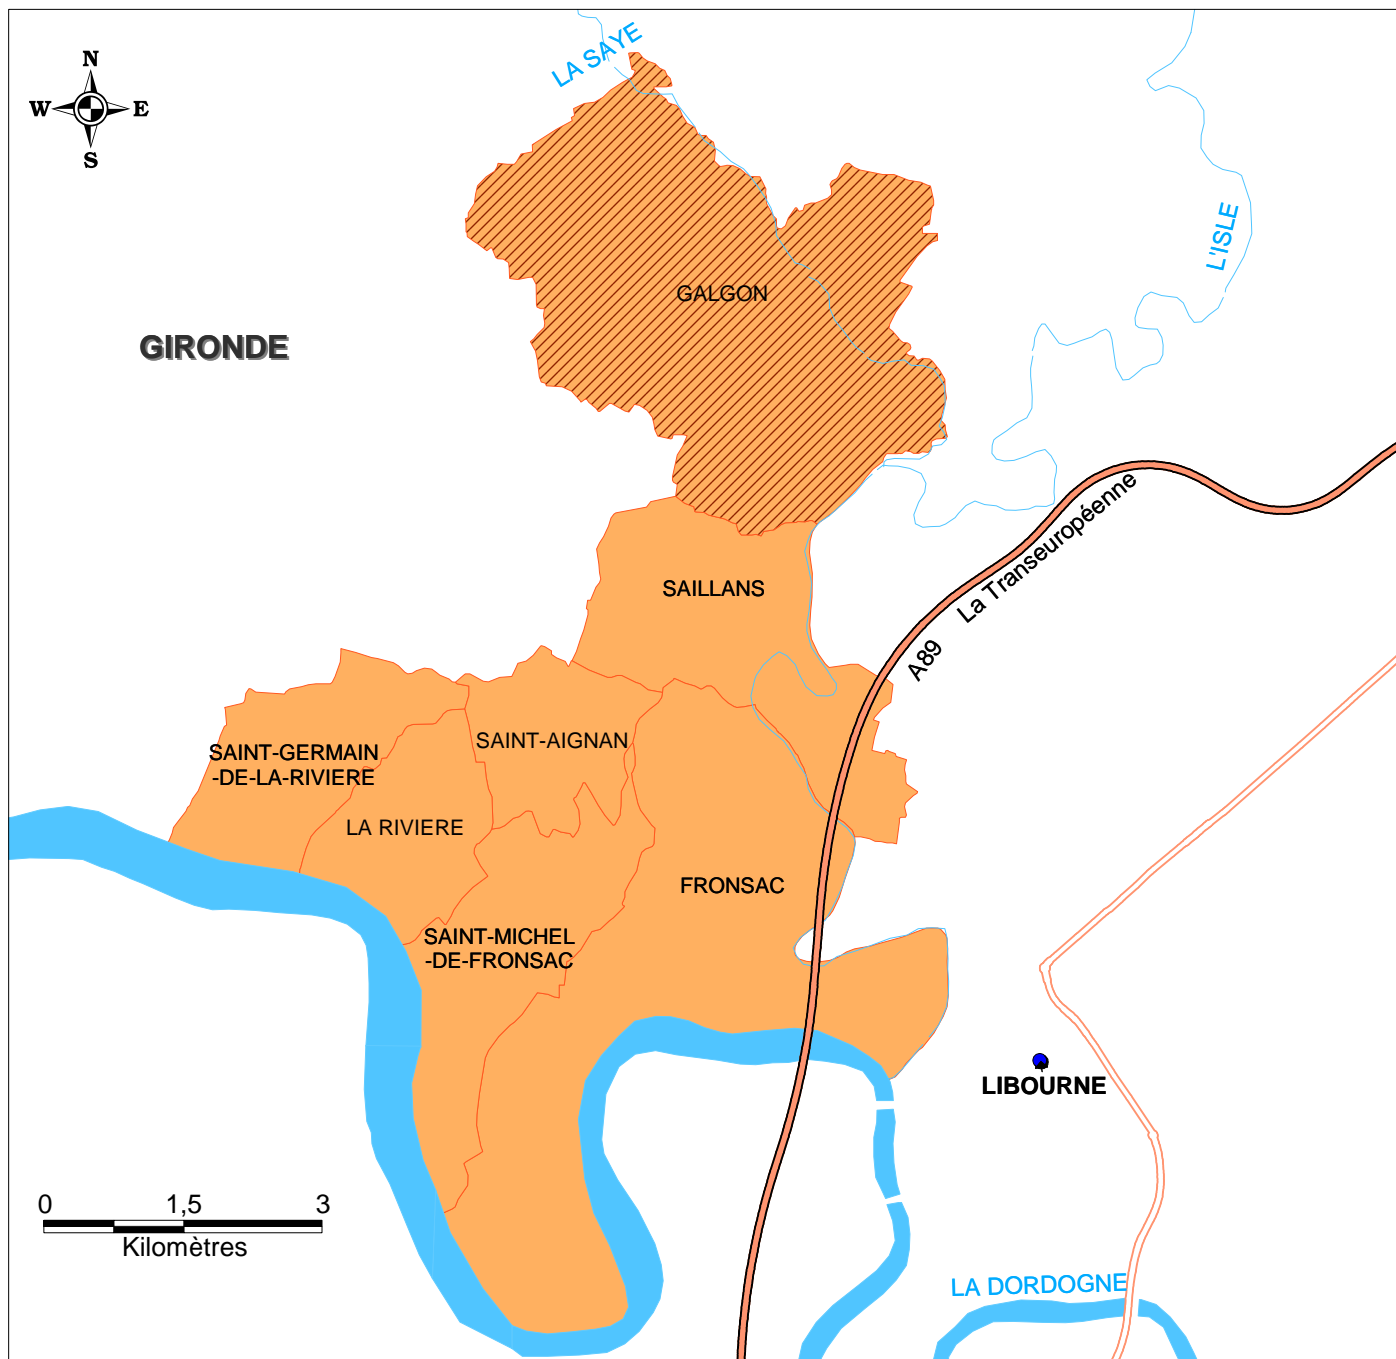 LA SAYE
N
W
E
S
L'ISLE
GALGON
GIRONDE
La Transeuropéenne
SAILLANS
A89
SAINT-AIGNAN
SAINT-GERMAIN
-DE-LA-RIVIERE
LA RIVIERE
FRONSAC
SAINT-MICHEL
-DE-FRONSAC
LIBOURNE
0 1,5 3
Kilomètres
LA DORDOGNE